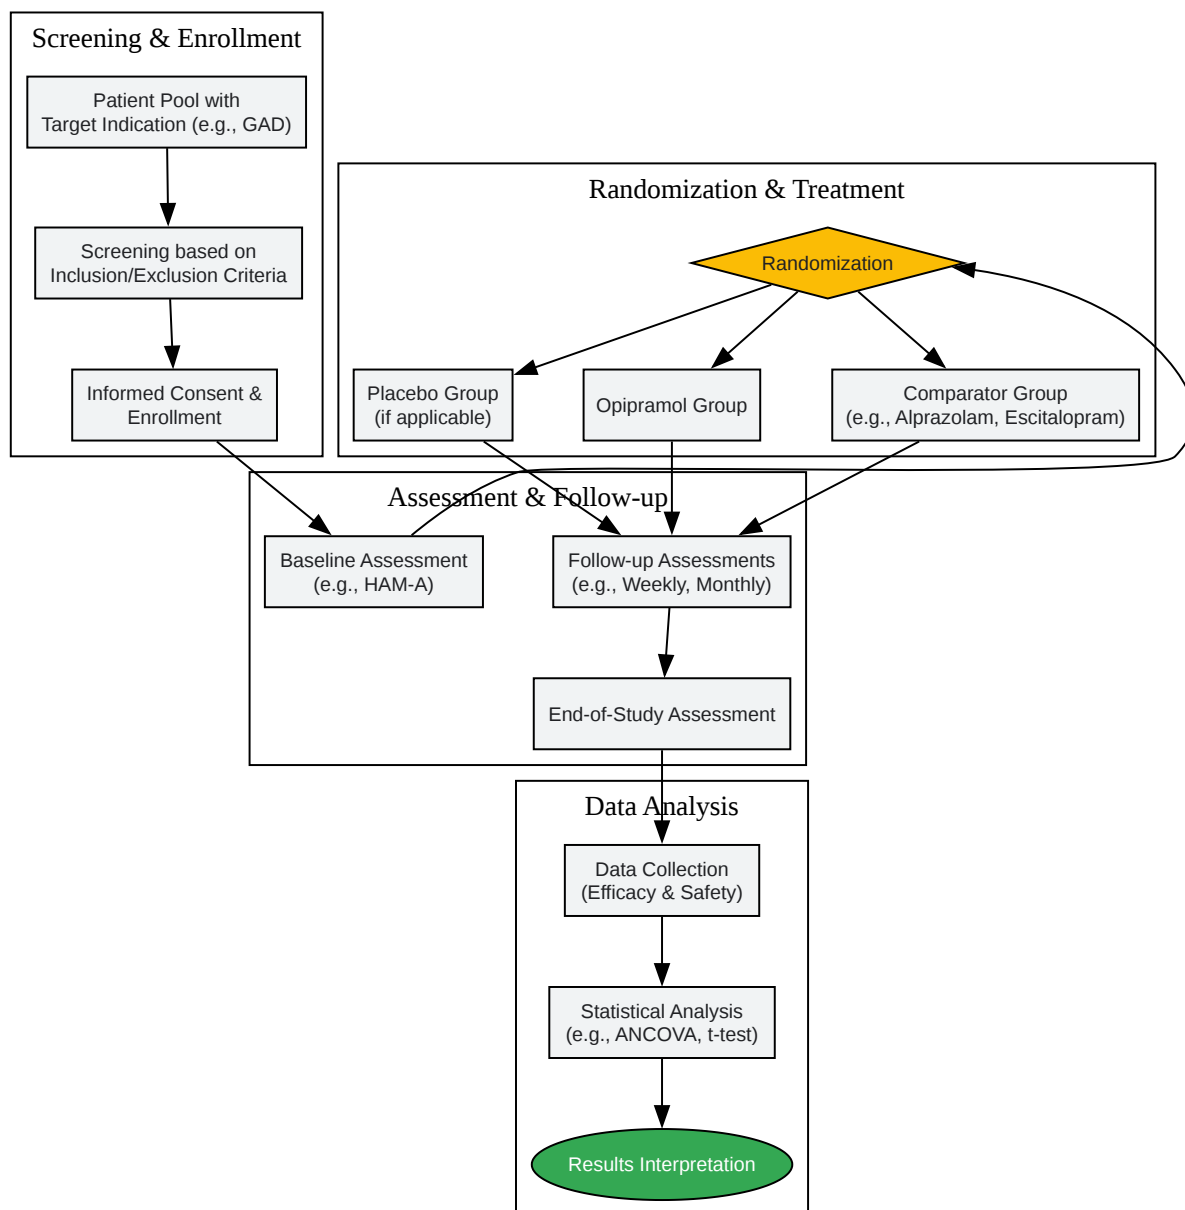 Screening & Enrollment
Patient Pool with
Target Indication (e.g., GAD)
Screening based on
Inclusion/Exclusion Criteria
Informed Consent &
Enrollment
Randomization & Treatment
Randomization
Placebo Group
(if applicable)
Opipramol Group
Comparator Group
(e.g., Alprazolam, Escitalopram)
Assessment & Follow-up
Baseline Assessment
(e.g., HAM-A)
Follow-up Assessments
(e.g., Weekly, Monthly)
End-of-Study Assessment
Data Analysis
Data Collection
(Efficacy & Safety)
Statistical Analysis
(e.g., ANCOVA, t-test)
Results Interpretation